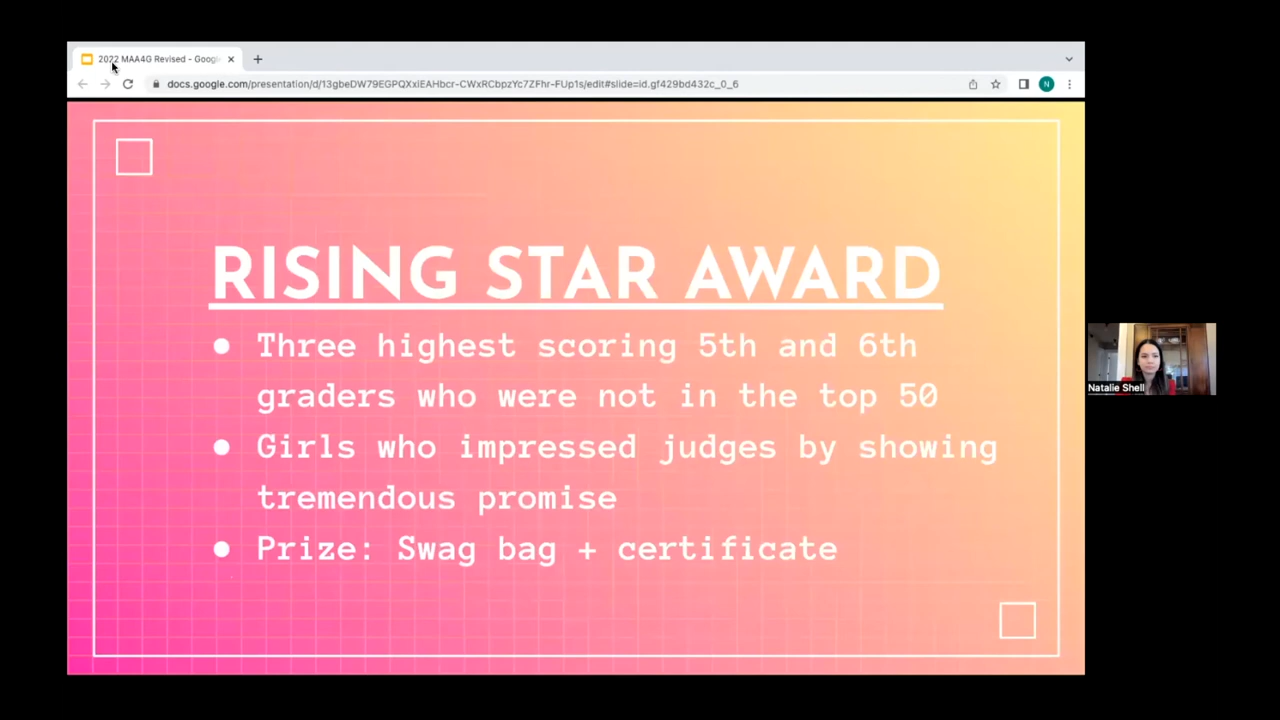 2022 MAA4G Revised - Googl
docs.google.com/presentation/d/13gbeDW79EGPQXxlEAHbcr-CWxRCbpzYc7ZFhr-FUp1s/edit#slide=id.gf429bd432c_0_6
N
RISING STAR AWARD
● Three highest scoring 5th and 6th
graders who were not in the top 50
● Girls who impressed judges by showing
tremendous promise
● Prize: Swag bag + certificate
Natalie Shell